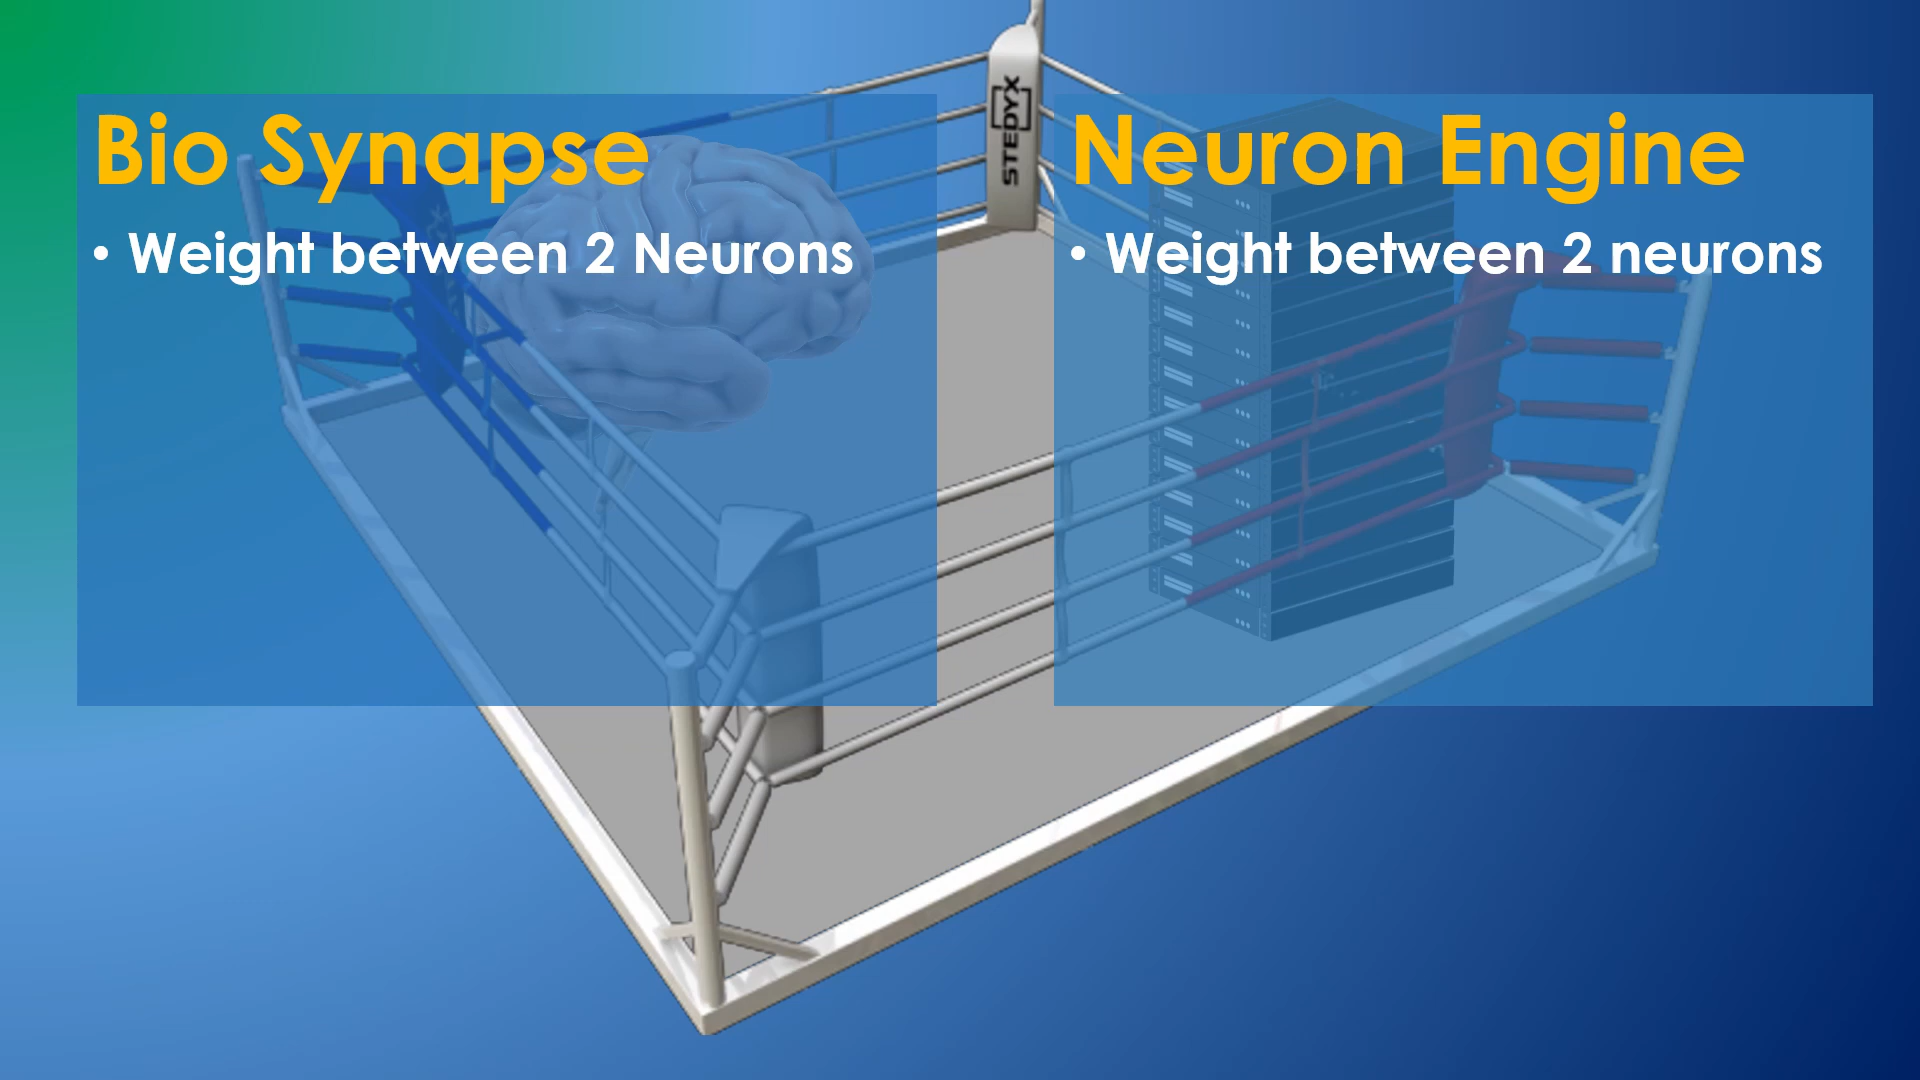 Bio Synapse
• Weight between 2 Neurons
STEDYX
Neuron Engine
• Weight between 2 neurons